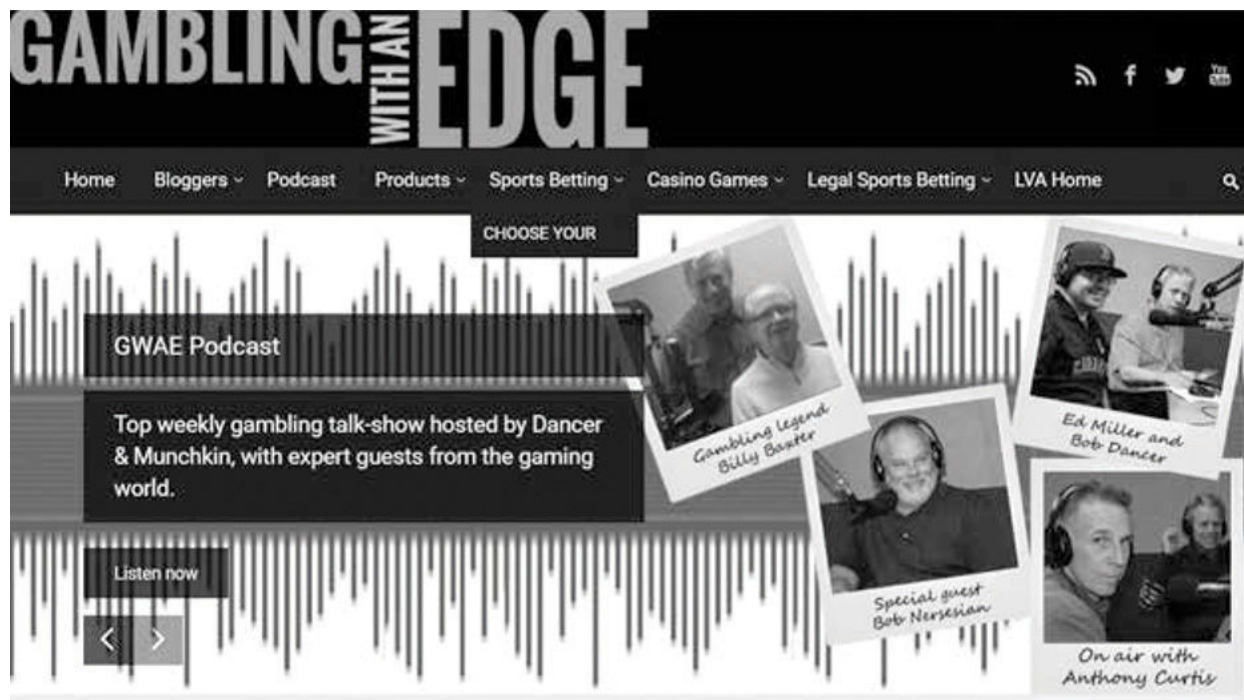 GAMBLING WITH AN EDGE
You
Tube
Home Bloggers Podcast Products Sports Betting Casino Games Legal Sports Betting LVA Home
CHOOSE YOUR
GWAE Podcast
Top weekly gambling talk-show hosted by Dancer
& Munchkin, with expert guests from the gaming
world.
Listen now
Gambling legend
Billy Baxter
Ed Miller and
Bob Dancer
Special guest
Bob Nersesian
On air with
Anthony Curtis